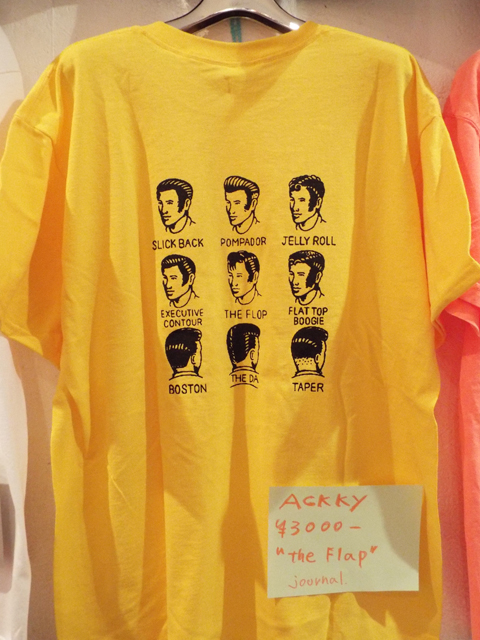 SLICK BACK
POMPADOR
JELLY ROLL
EXECUTIVE
CONTOUR
THE FLOP
FLAT TOP
BOOGIE
BOSTON
THE DA
TAPER
ACKKY
¥3000-
"the Flap"
journal.